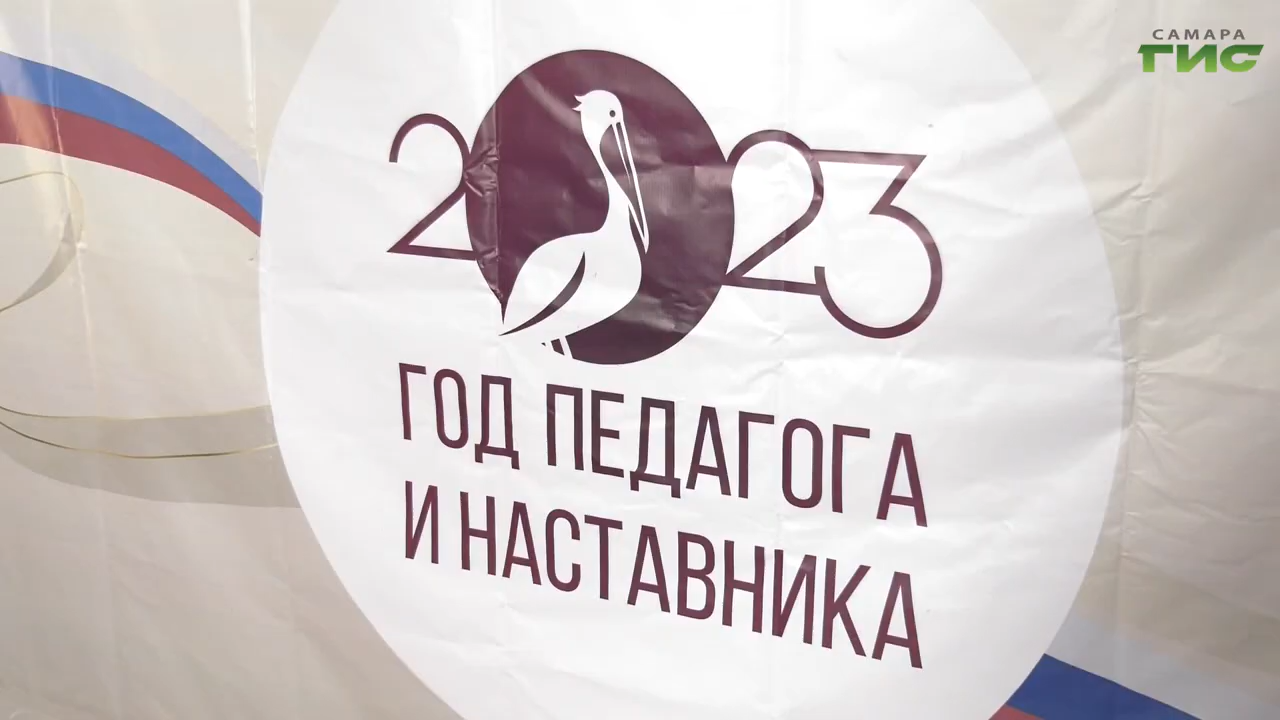 САМАРА
ГИС
2023
ГОД ПЕДАГОГА
И НАСТАВНИКА